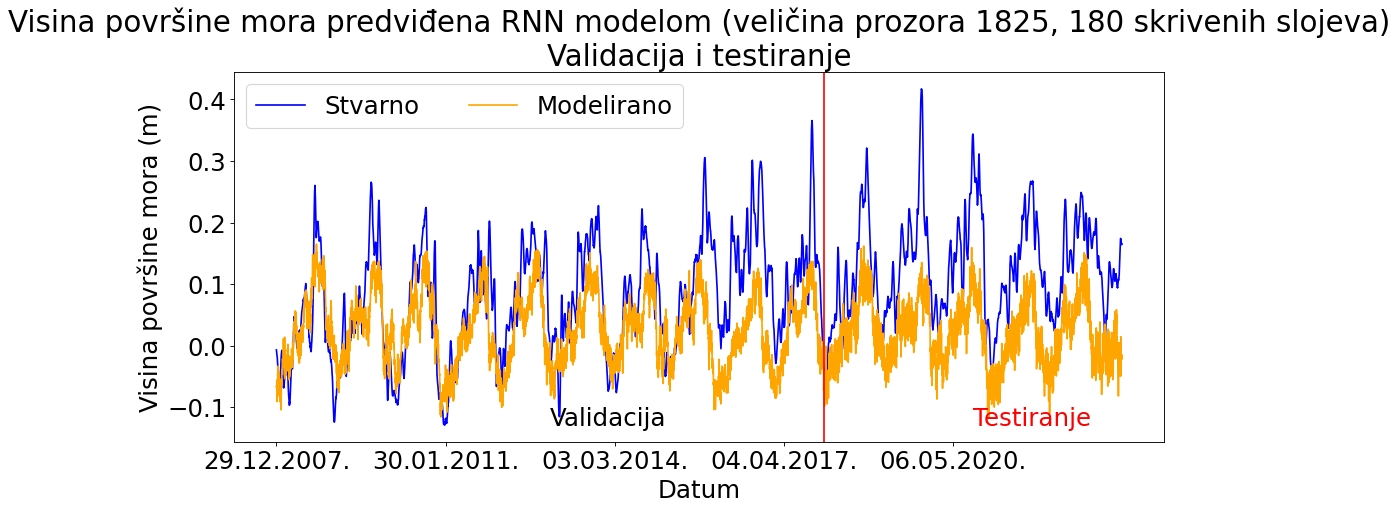 Visina površine mora predviđena RNN modelom (veličina prozora 1825, 180 skrivenih slojeva)
Validacija i testiranje
Stvarno Modelirano
Visina površine mora (m)
0.4
0.3
0.2
0.1
0.0
−0.1
Validacija Testiranje
29.12.2007. 30.01.2011. 03.03.2014. 04.04.2017. 06.05.2020.
Datum